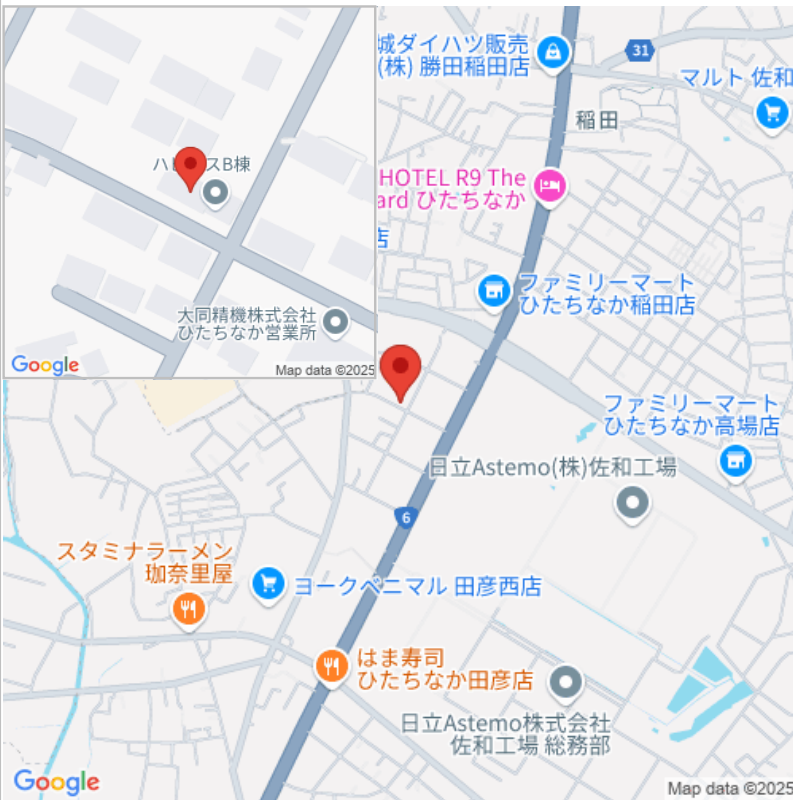 ハ スB棟
大同精機株式会社
ひたちなか営業所
Google
Map data ©2025
城ダイハツ販売
(株) 勝田稲田店
31
マルト 佐和
稲田
HOTEL R9 The
ard ひたちなか
店
ファミリーマート
ひたちなか稲田店
ファミリーマート
ひたちなか高場店
日立Astemo(株)佐和工場
6
スタミナラーメン
珈奈里屋
ヨークベニマル 田彦西店
はま寿司
ひたちなか田彦店
日立Astemo株式会社
佐和工場 総務部
Google
Map data ©2025